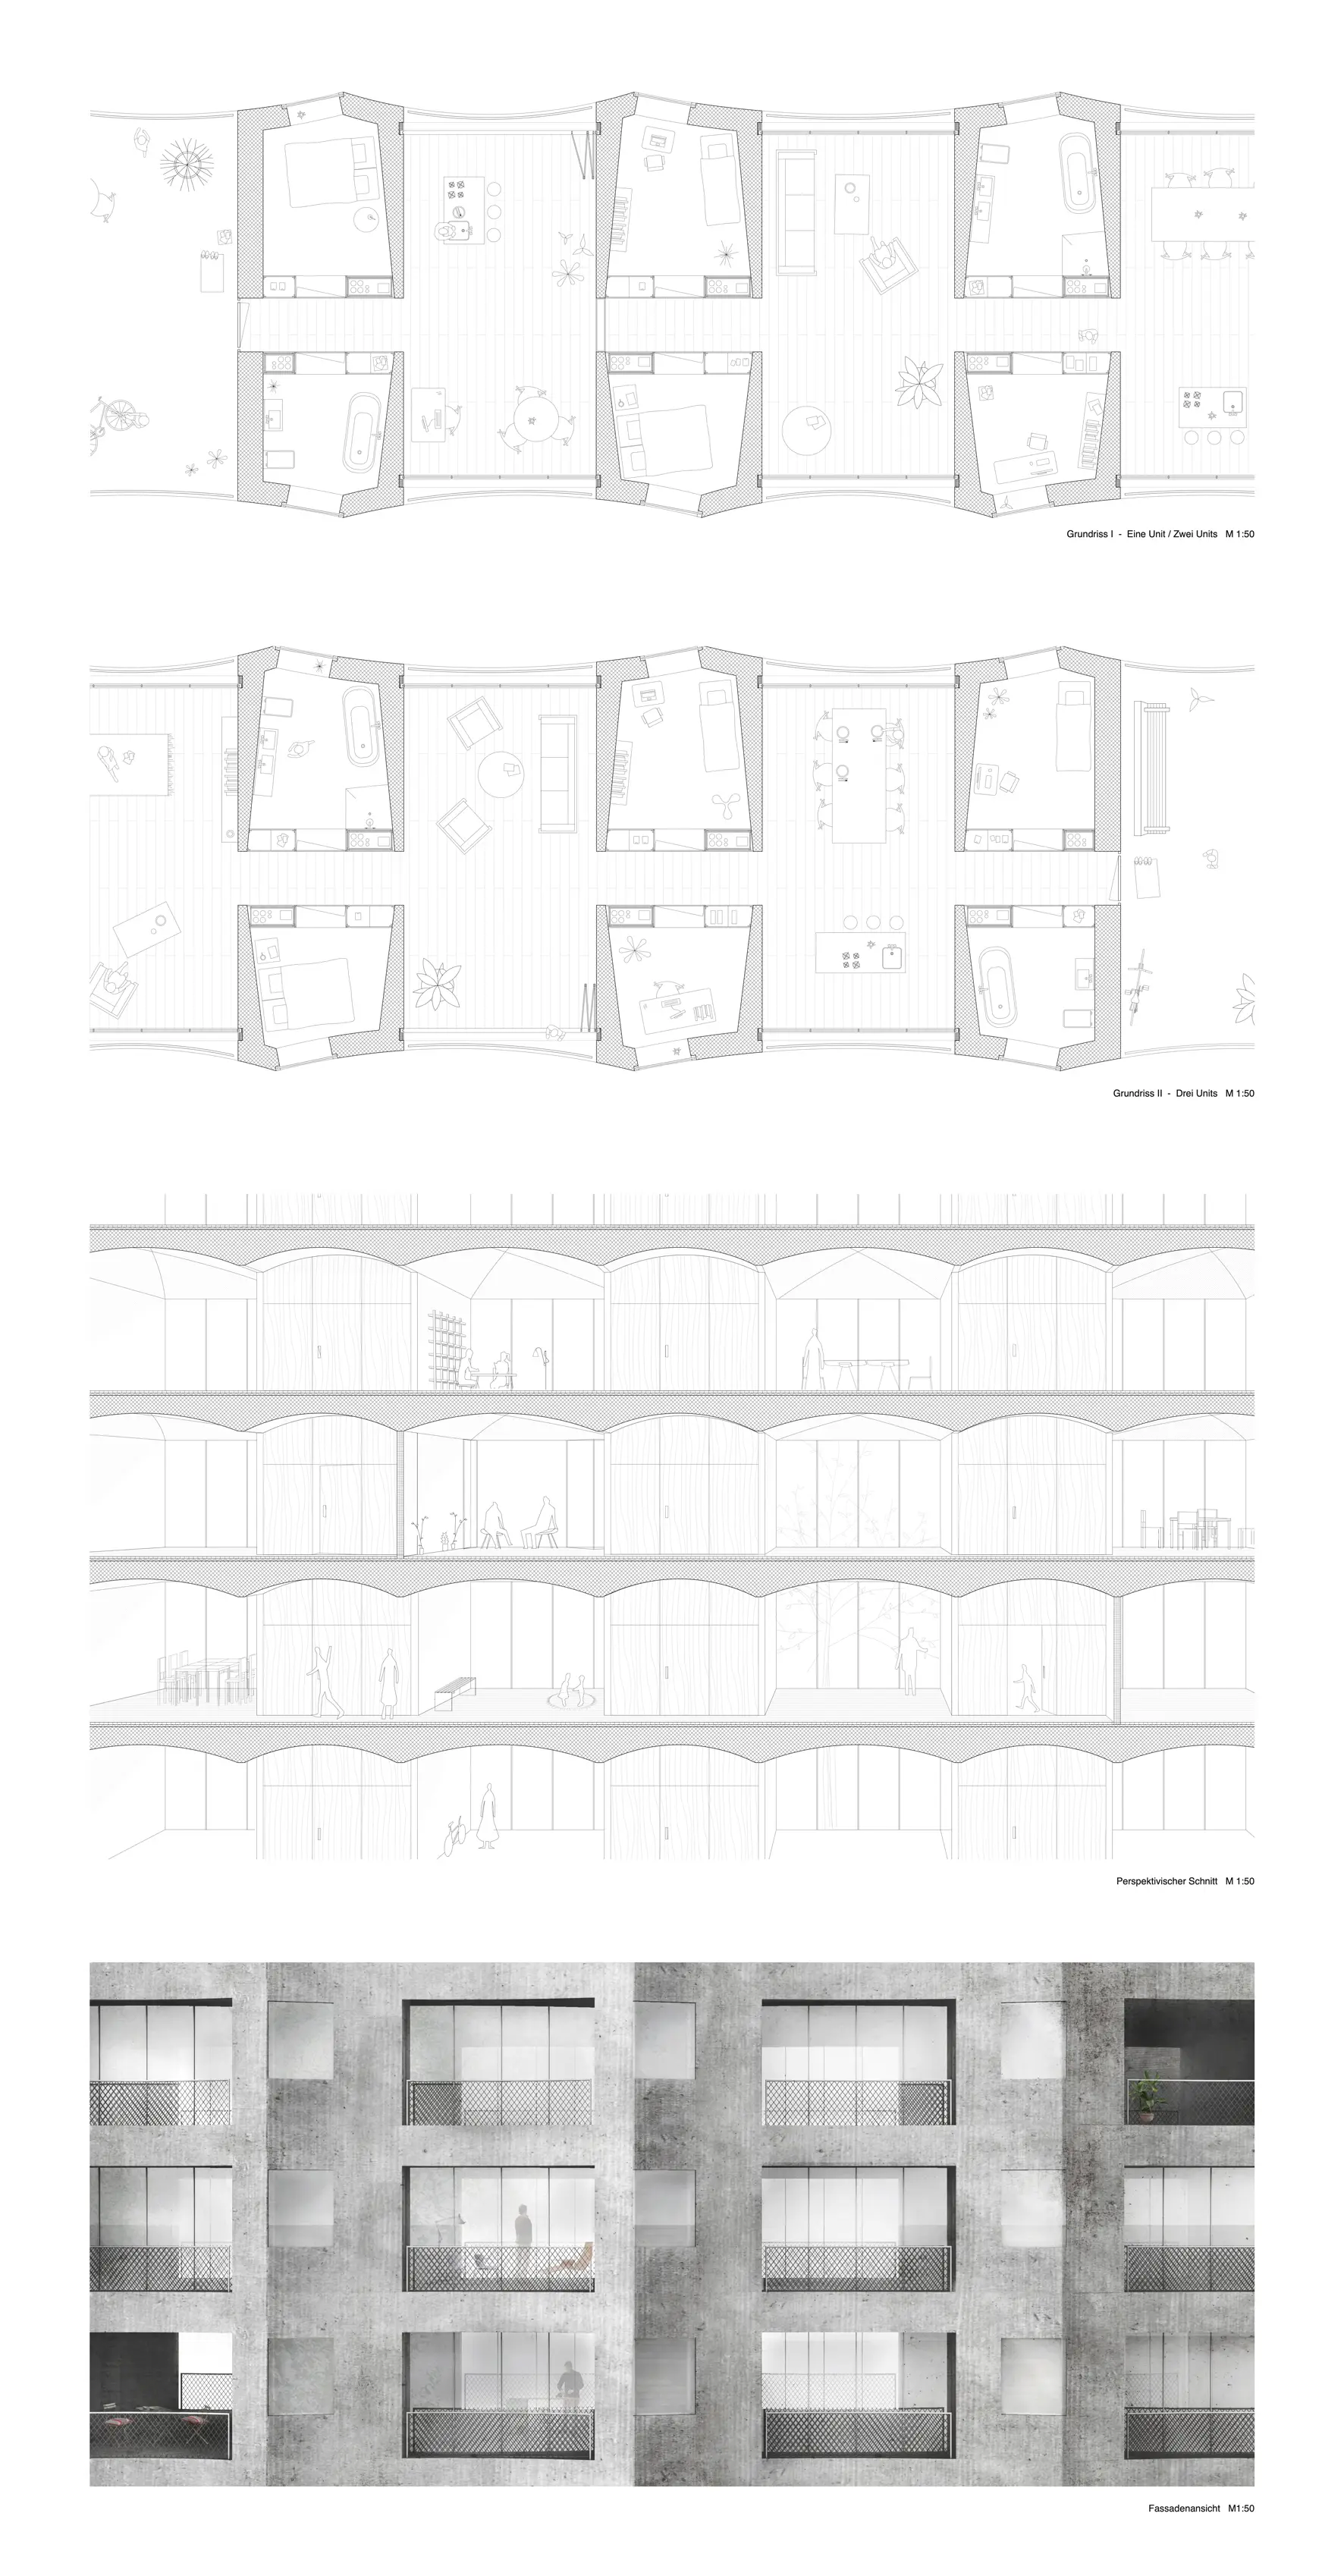 Grundriss I - Eine Unit / Zwei Units M 1:50
Grundriss II - Drei Units M 1:50
Perspektivischer Schnitt M 1:50
Fassadenansicht M1:50